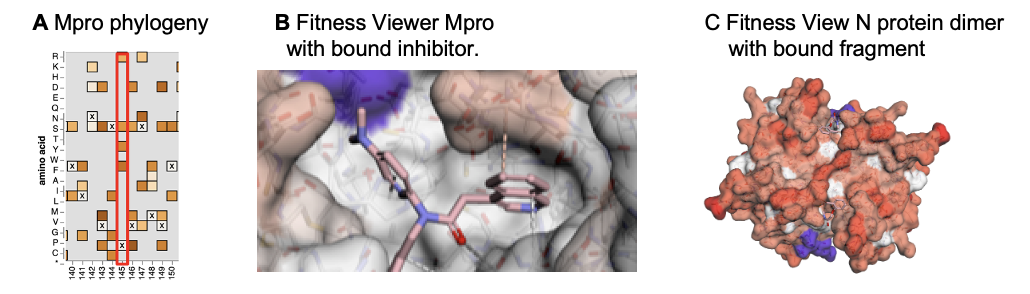 A Mpro phylogeny
B Fitness Viewer Mpro
with bound inhibitor.
C Fitness View N protein dimer
with bound fragment
amino acid
R
K
H
D
E
Q
N
S
T
Y
W
F
A
I
L
M
V
G
P
C
*
x
x x x
x x
x
x
x x x
x
140 141 142 143 144 145 146 147 148 149 150